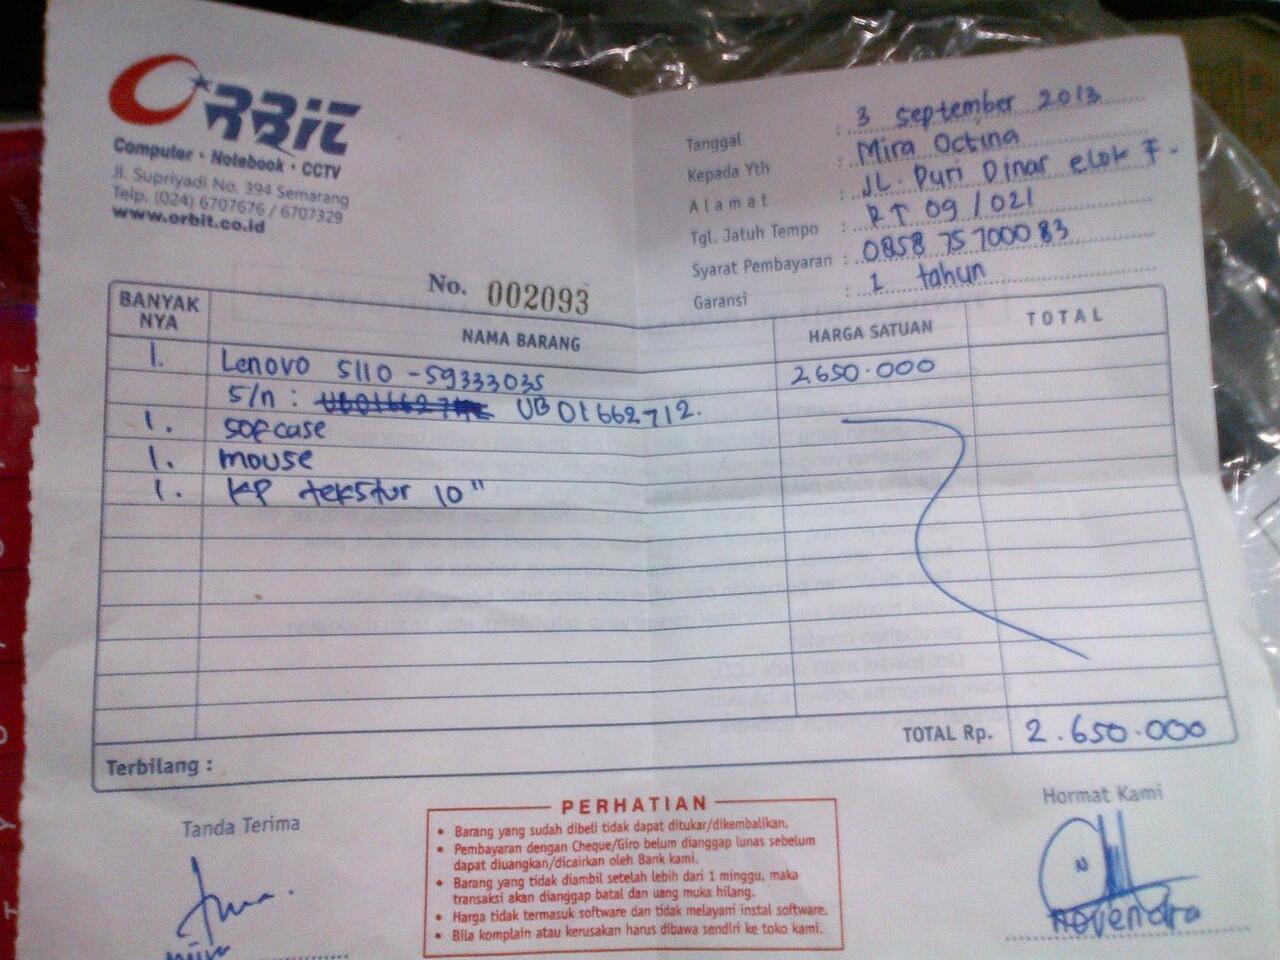 ORBiT
Computer • Notebook • CCTV
Jl. Supriyadi No. 394 Semarang
Telp. (024) 6707676 / 6707329
www.orbit.co.id
No. 002093
Tanggal : 3 September 2013
Kepada Yth : Mira Octina
Alamat : JL. Puri Dinar elok F.
Tgl. Jatuh Tempo : RT 09 / 021
Syarat Pembayaran : 0858 75 7000 83
Garansi : 1 tahun
BANYAK NYA NAMA BARANG HARGA SATUAN TOTAL
1. Lenovo S110 - 59333035 2.650.000
S/n : UB01662712.
1. sofcase
1. mouse
1. KP tekstur 10"
TOTAL Rp. 2.650.000
Terbilang :
Tanda Terima
PERHATIAN
• Barang yang sudah dibeli tidak dapat ditukar/dikembalikan.
• Pembayaran dengan Cheque/Giro belum dianggap lunas sebelum
dapat diuangkan/dicairkan oleh Bank kami.
• Barang yang tidak diambil setelah lebih dari 1 minggu, maka
transaksi akan dianggap batal dan uang muka hilang.
• Harga tidak termasuk software dan tidak melayani instal software.
• Bila komplain atau kerusakan harus dibawa sendiri ke toko kami.
Hormat Kami
novendra